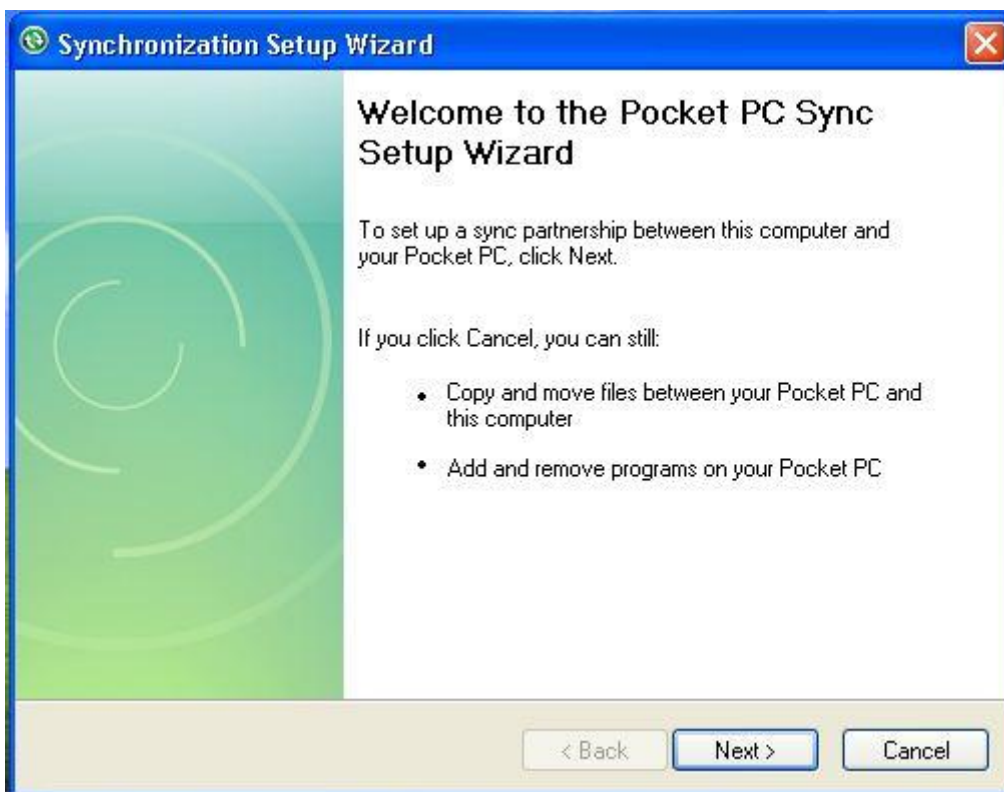 Synchronization Setup Wizard
Welcome to the Pocket PC Sync
Setup Wizard
To set up a sync partnership between this computer and
your Pocket PC, click Next.
If you click Cancel, you can still:
• Copy and move files between your Pocket PC and
this computer
• Add and remove programs on your Pocket PC
< Back
Next >
Cancel